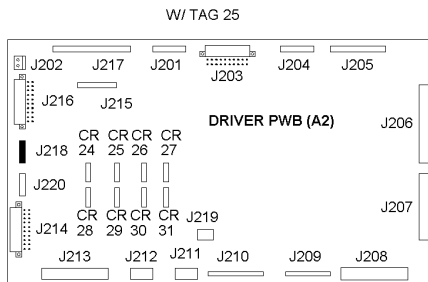 W/ TAG 25
J202 J217 J201 J203 J204 J205
J216 J215
DRIVER PWB (A2)
J206
CR 24 CR 25 CR 26 CR 27
J218
J220
J207
J214
CR 28 CR 29 CR 30 CR 31
J219
J213 J212 J211 J210 J209 J208